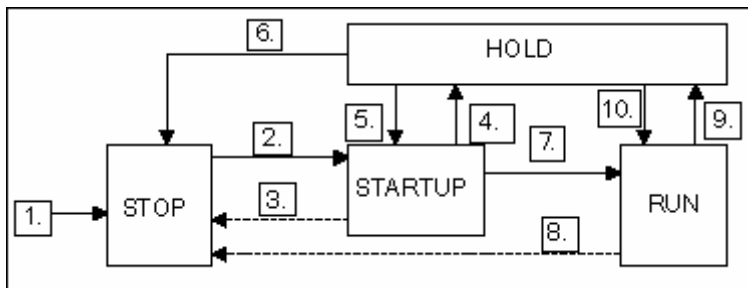 6.
HOLD
5.
4.
10.
9.
2.
7.
STOP
STARTUP
RUN
3.
1.
8.